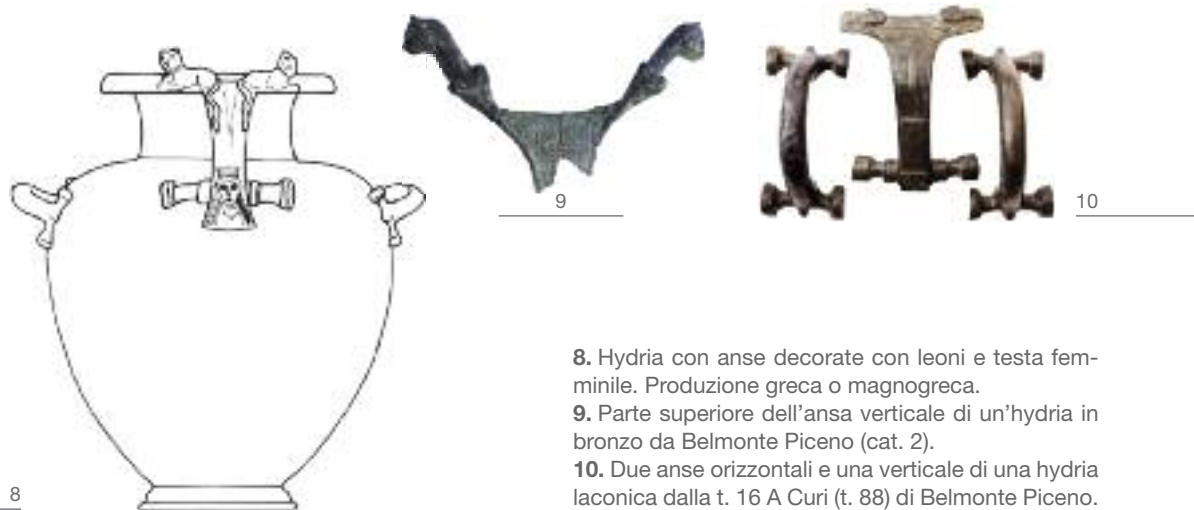 9
10
8
8. Hydria con anse decorate con leoni e testa fem-
minile. Produzione greca o magnogreca.
9. Parte superiore dell'ansa verticale di un'hydria in
bronzo da Belmonte Piceno (cat. 2).
10. Due anse orizzontali e una verticale di una hydria
laconica dalla t. 16 A Curi (t. 88) di Belmonte Piceno.